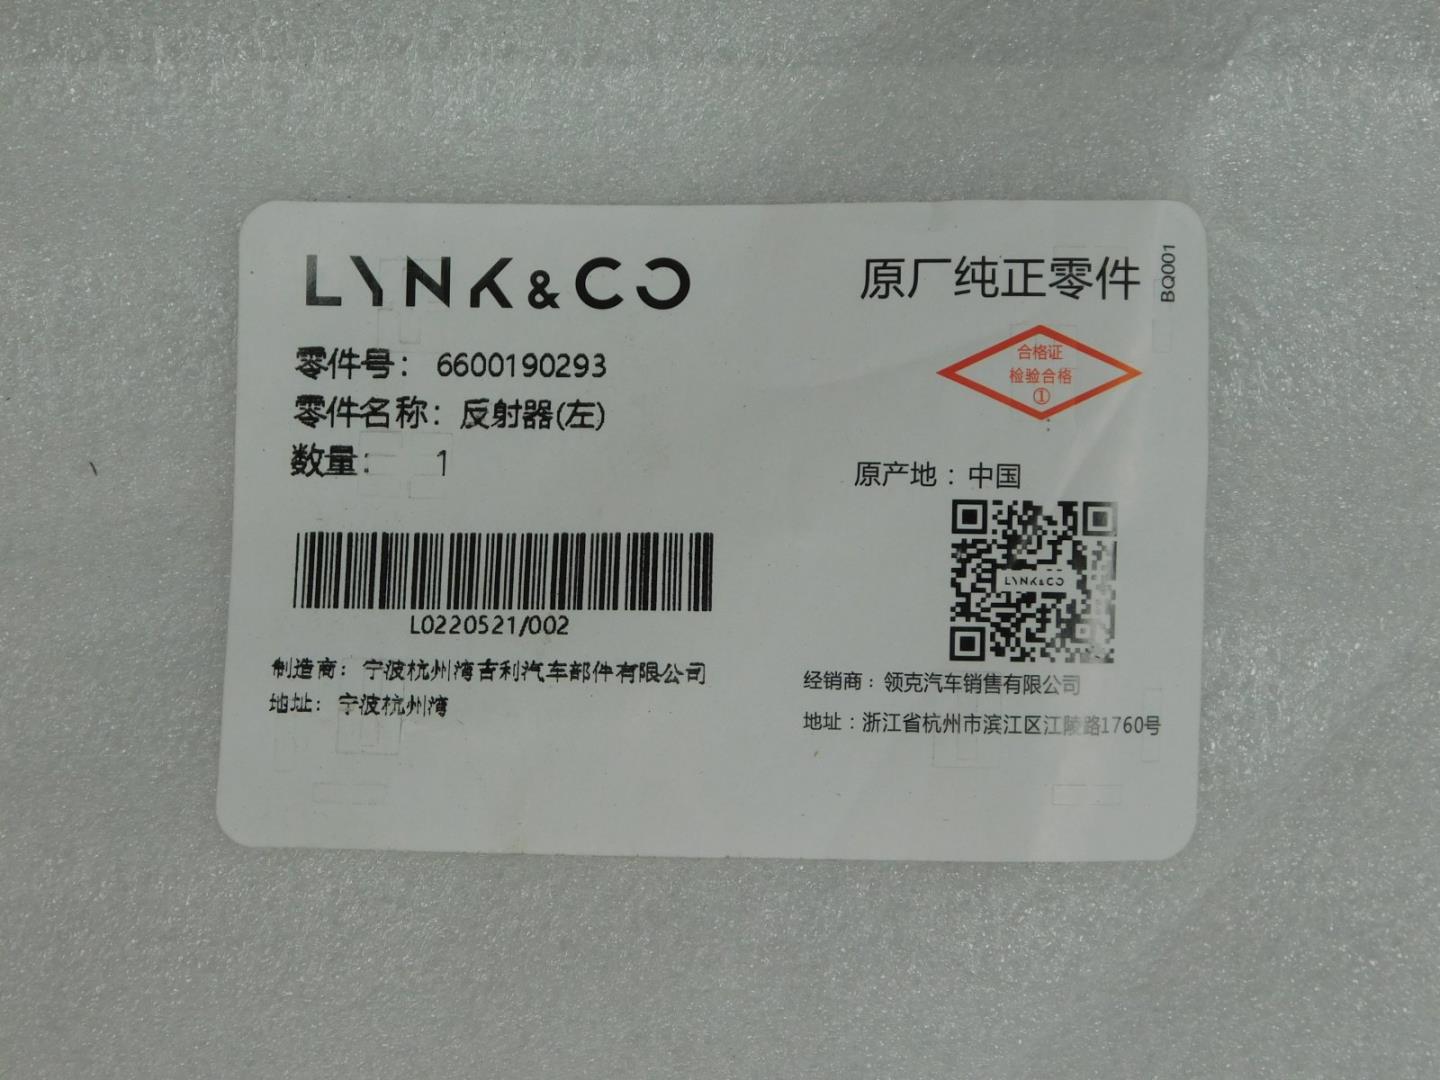 LYNK&CO
原厂纯正零件
BQ001
零件号： 6600190293
零件名称：反射器(左)
数量： 1
合格证
检验合格
①
原产地：中国
LYNK&CO
L0220521/002
制造商：宁波杭州湾吉利汽车部件有限公司
地址：宁波杭州湾
经销商：领克汽车销售有限公司
地址：浙江省杭州市滨江区江陵路1760号